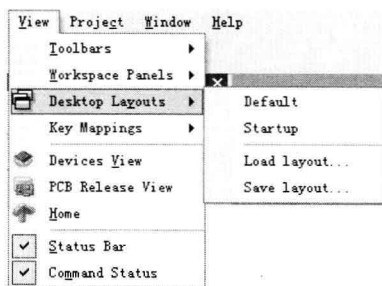 View Project Window Help
Toolbars
Workspace Panels
Desktop Layouts
Default
Key Mappings
Startup
Devices View
Load layout...
PCB Release View
Save layout...
Home
Status Bar
Command Status